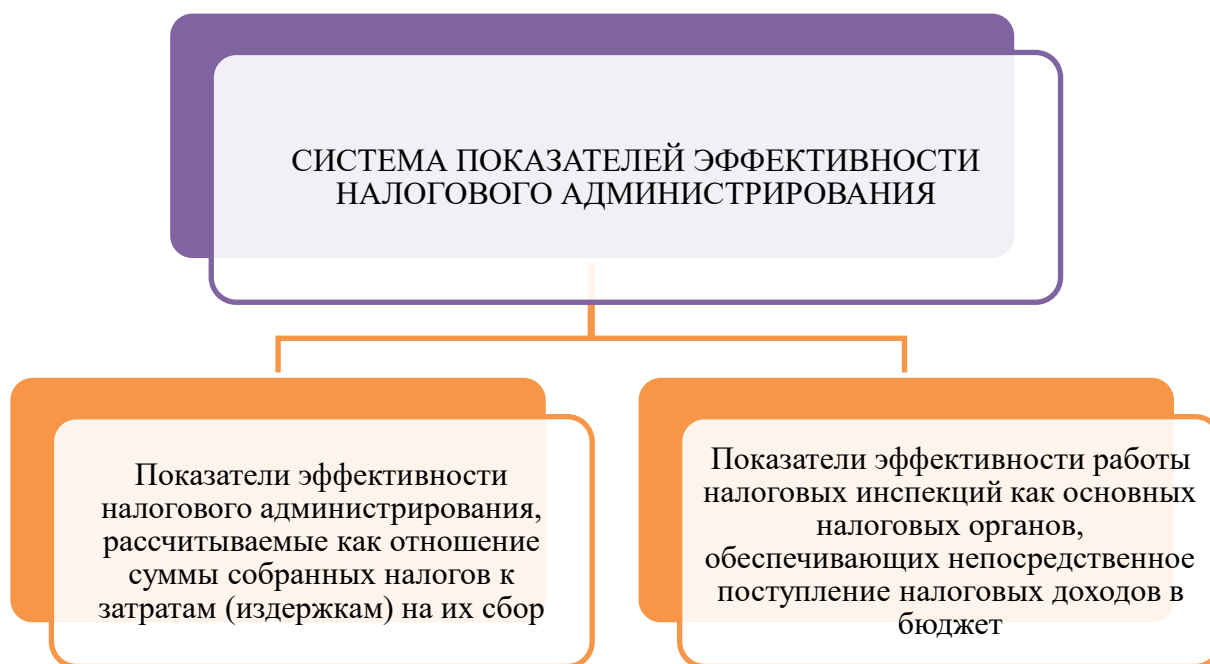 СИСТЕМА ПОКАЗАТЕЛЕЙ ЭФФЕКТИВНОСТИ
НАЛОГОВОГО АДМИНИСТРИРОВАНИЯ
Показатели эффективности
налогового администрирования,
рассчитываемые как отношение
суммы собранных налогов к
затратам (издержкам) на их сбор
Показатели эффективности работы
налоговых инспекций как основных
налоговых органов,
обеспечивающих непосредственное
поступление налоговых доходов в
бюджет